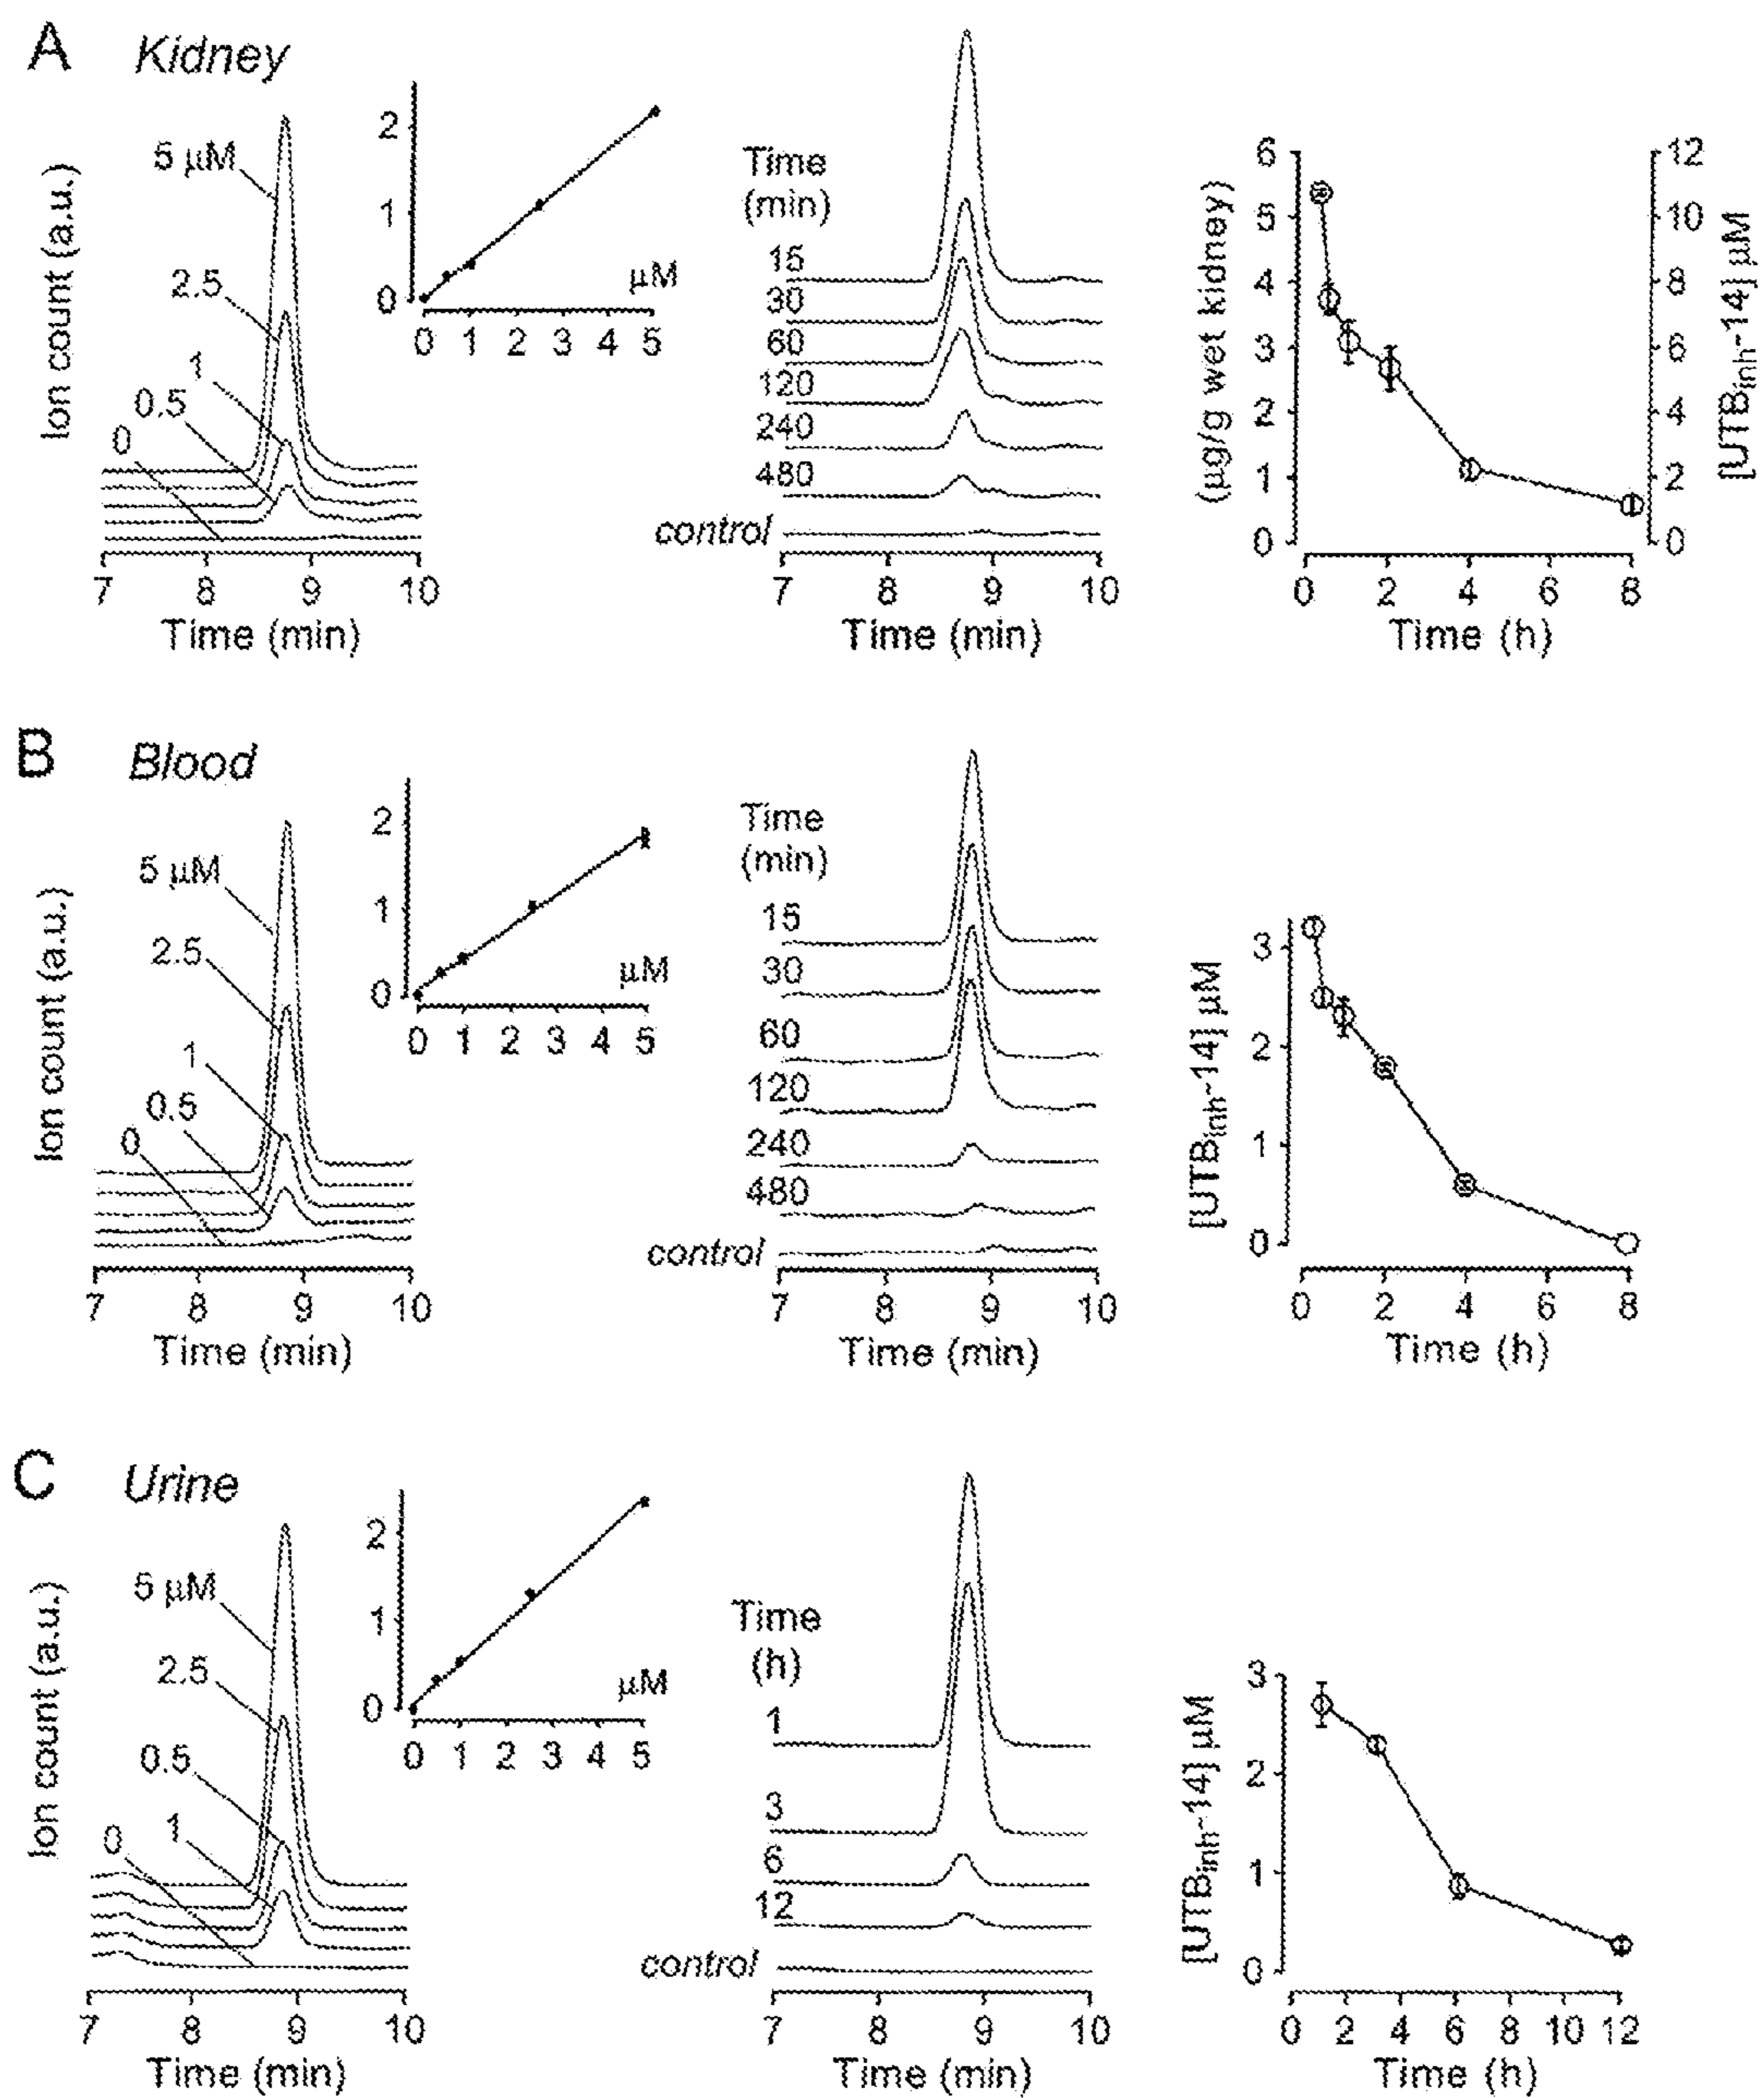 A Kidney
Ion count (a.u.)
5 µM
2.5
1
0.5
0
7 8 9 10
Time (min)
2
1
0
µM
0 1 2 3 4 5
Time
(min)
15
30
60
120
240
480
control
7 8 9 10
Time (min)
(µg/g wet kidney)
6
5
4
3
2
1
0
12
10
8
6
4
2
0
[UTBinh-14] µM
0 2 4 6 8
Time (h)
B Blood
Ion count (a.u.)
5 µM
2.5
1
0.5
0
7 8 9 10
Time (min)
2
1
0
µM
0 1 2 3 4 5
Time
(min)
15
30
60
120
240
480
control
7 8 9 10
Time (min)
[UTBinh-14] µM
3
2
1
0
0 2 4 6 8
Time (h)
C Urine
Ion count (a.u.)
5 µM
2.5
0.5
1
0
7 8 9 10
Time (min)
2
1
0
µM
0 1 2 3 4 5
Time
(h)
1
3
6
12
control
7 8 9 10
Time (min)
[UTBinh-14] µM
3
2
1
0
0 2 4 6 8 10 12
Time (h)